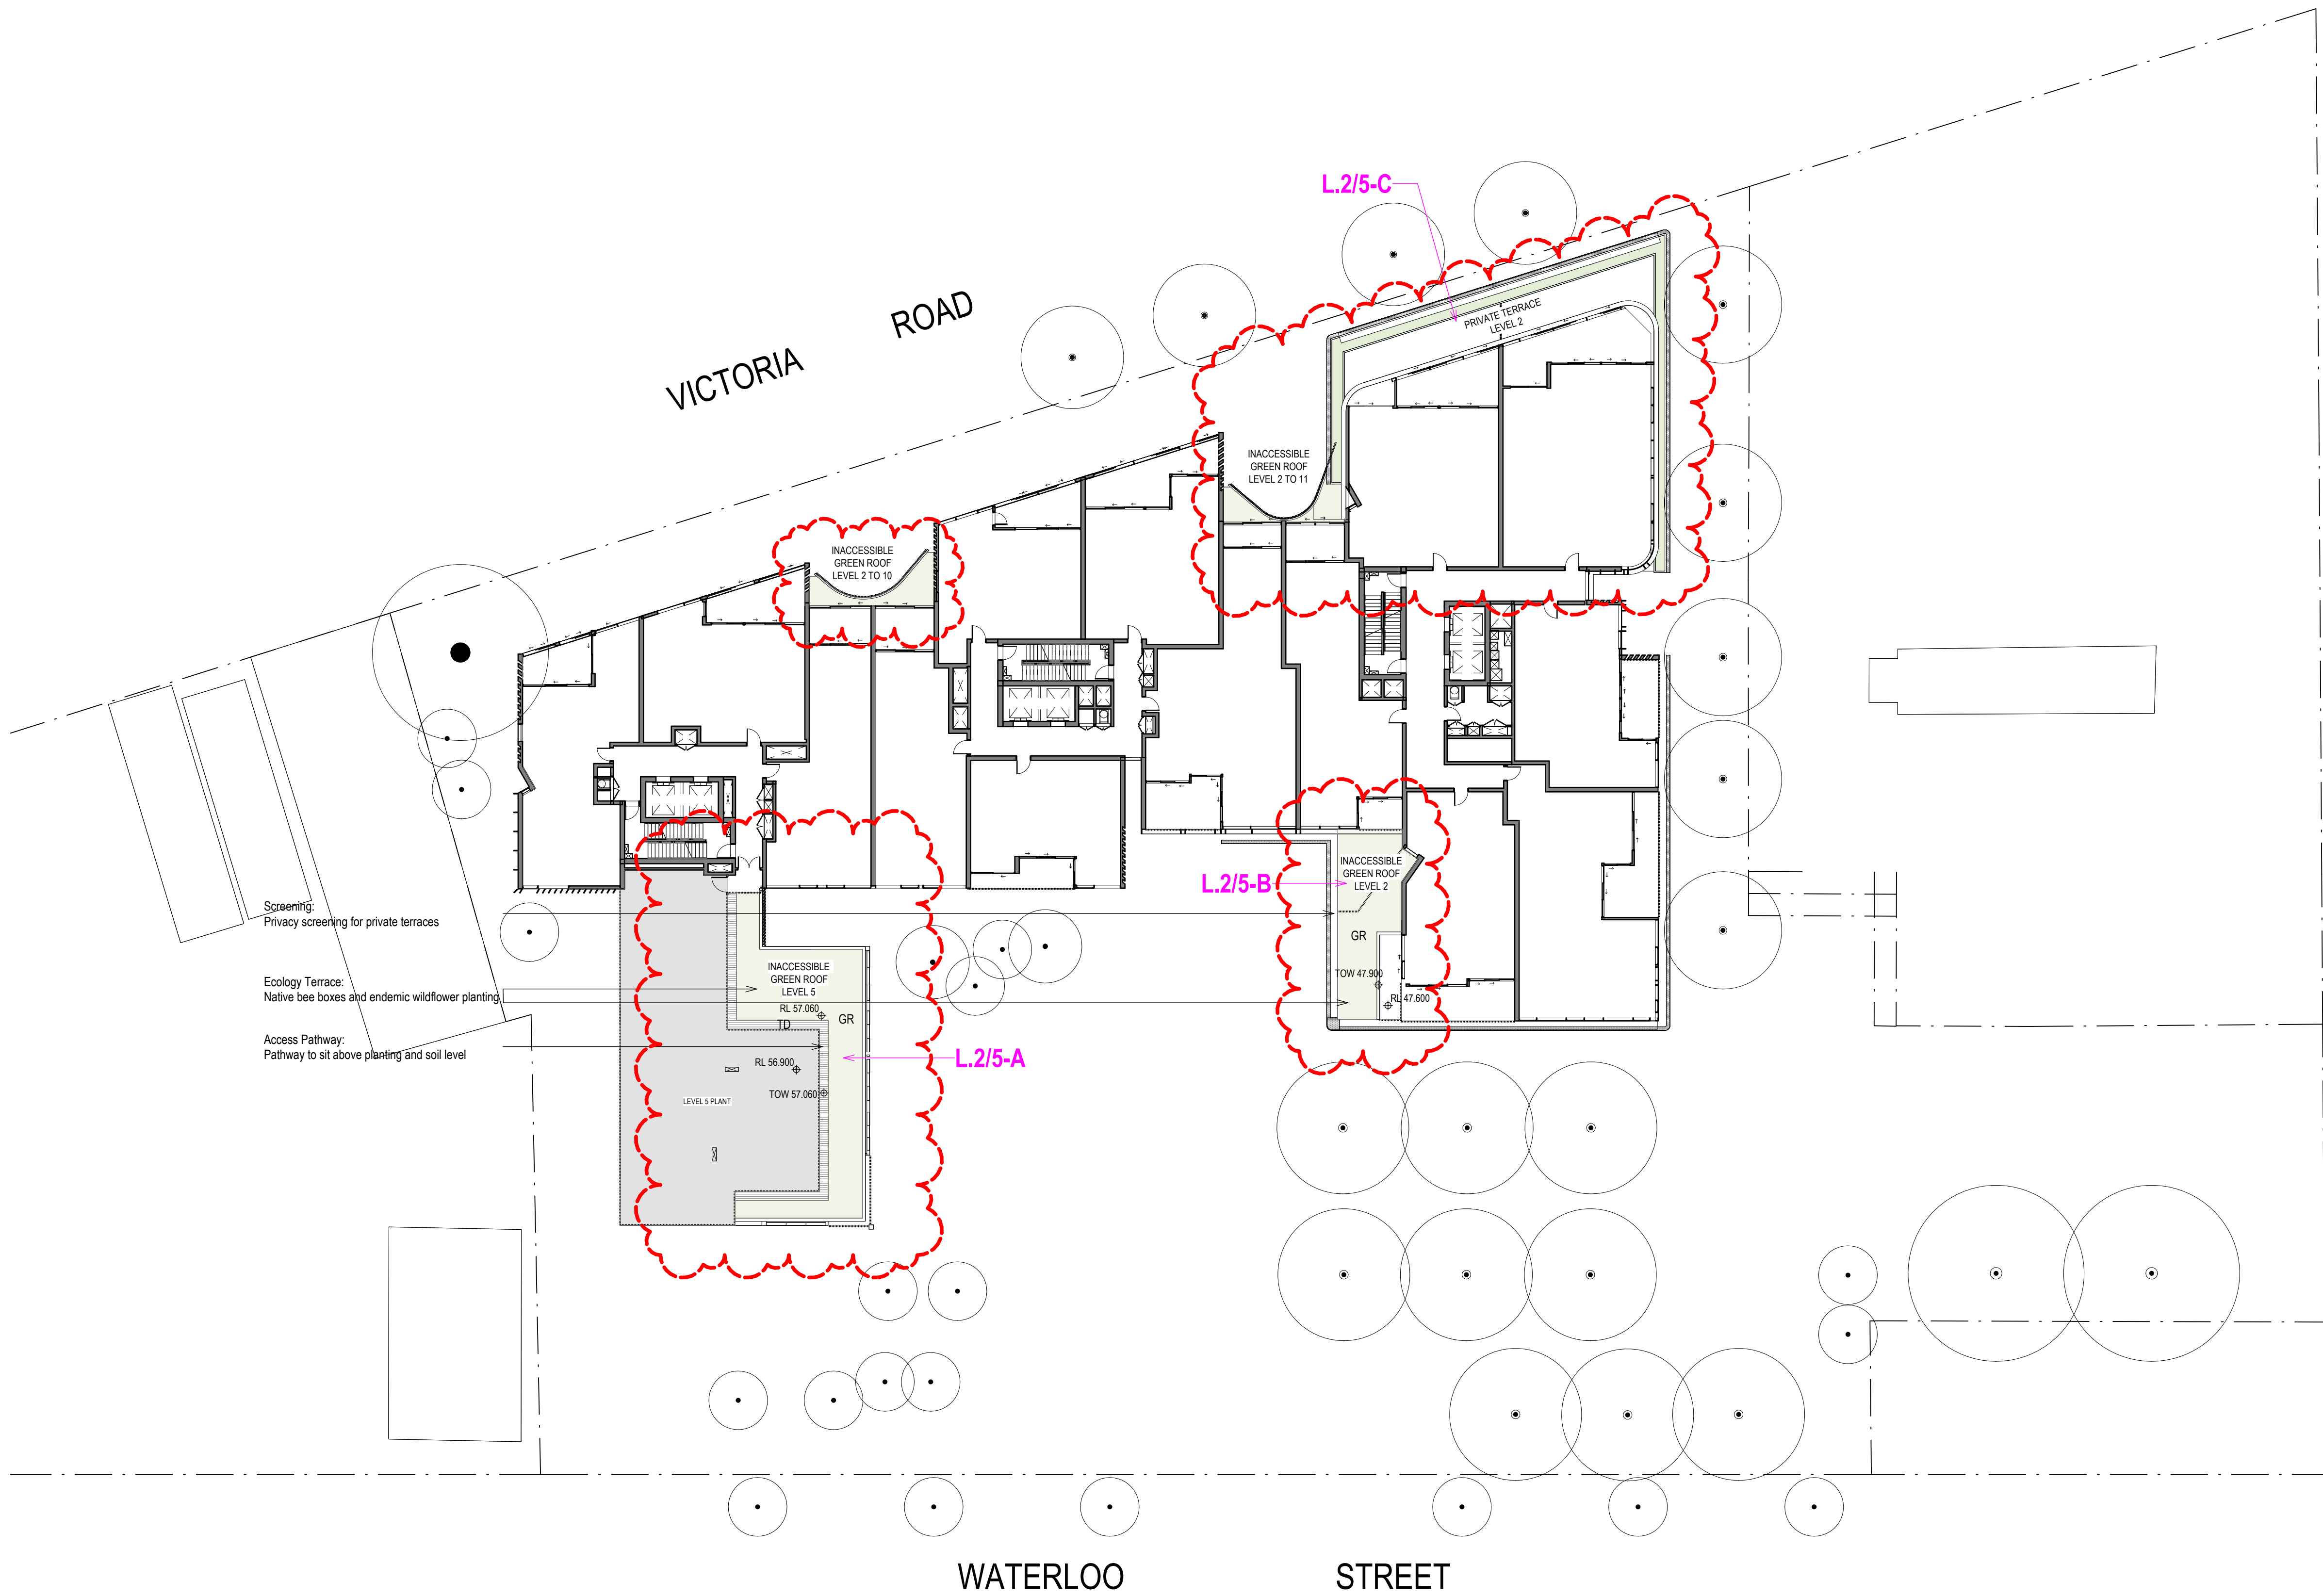 L.2/5-C
VICTORIA ROAD
PRIVATE TERRACE
LEVEL 2
INACCESSIBLE
GREEN ROOF
LEVEL 2 TO 11
INACCESSIBLE
GREEN ROOF
LEVEL 2 TO 10
INACCESSIBLE
GREEN ROOF
LEVEL 2
L.2/5-B
GR
TOW 47.900
RL 47.600
Screening:
Privacy screening for private terraces
Ecology Terrace:
Native bee boxes and endemic wildflower planting
Access Pathway:
Pathway to sit above planting and soil level
INACCESSIBLE
GREEN ROOF
LEVEL 5
RL 57.060
TD
GR
L.2/5-A
RL 56.900
TOW 57.060
LEVEL 5 PLANT
WATERLOO STREET